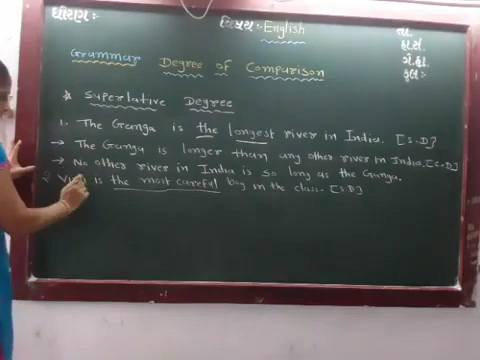 ધોરણ:-
વિષય:- English
તા.
હા.સં.
ગે.હા.
કુલ:-
Grammar Degree of Comparison
* Superlative Degree
1. The Ganga is the longest river in India. [S.D]
→ The Ganga is longer than any other river in India. [C.D]
→ No other river in India is so long as the Ganga.
2 is the most careful boy in the class. [S.D]